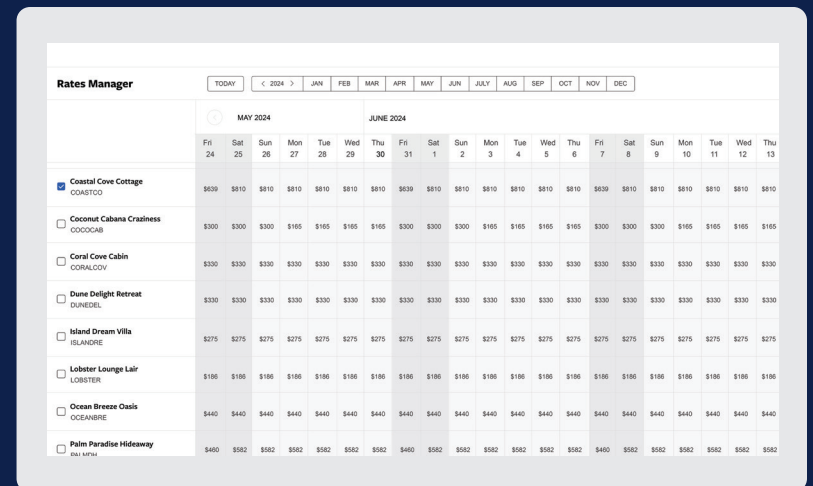 Rates Manager TODAY < 2024 > JAN FEB MAR APR MAY JUN JULY AUG SEP OCT NOV DEC
MAY 2024 JUNE 2024
Fri Sat Sun Mon Tue Wed Thu Fri Sat Sun Mon Tue Wed Thu Fri Sat Sun Mon Tue Wed Thu
24 25 26 27 28 29 30 31 1 2 3 4 5 6 7 8 9 10 11 12 13
Coastal Cove Cottage
COASTCO
$639 $810 $810 $810 $810 $810 $810 $639 $810 $810 $810 $810 $810 $810 $639 $810 $810 $810 $810 $810 $810
Coconut Cabana Craziness
COCOCAB
$300 $300 $300 $165 $165 $165 $165 $300 $300 $300 $165 $165 $165 $165 $300 $300 $300 $165 $165 $165 $165
Coral Cove Cabin
CORALCOV
$330 $330 $330 $330 $330 $330 $330 $330 $330 $330 $330 $330 $330 $330 $330 $330 $330 $330 $330 $330 $330
Dune Delight Retreat
DUNEDEL
$330 $330 $330 $330 $330 $330 $330 $330 $330 $330 $330 $330 $330 $330 $330 $330 $330 $330 $330 $330 $330
Island Dream Villa
ISLANDRE
$275 $275 $275 $275 $275 $275 $275 $275 $275 $275 $275 $275 $275 $275 $275 $275 $275 $275 $275 $275 $275
Lobster Lounge Lair
LOBSTER
$186 $186 $186 $186 $186 $186 $186 $186 $186 $186 $186 $186 $186 $186 $186 $186 $186 $186 $186 $186 $186
Ocean Breeze Oasis
OCEANBRE
$440 $440 $440 $440 $440 $440 $440 $440 $440 $440 $440 $440 $440 $440 $440 $440 $440 $440 $440 $440 $440
Palm Paradise Hideaway
PALMDH
$460 $582 $582 $582 $582 $582 $582 $460 $582 $582 $582 $582 $582 $582 $460 $582 $582 $582 $582 $582 $582